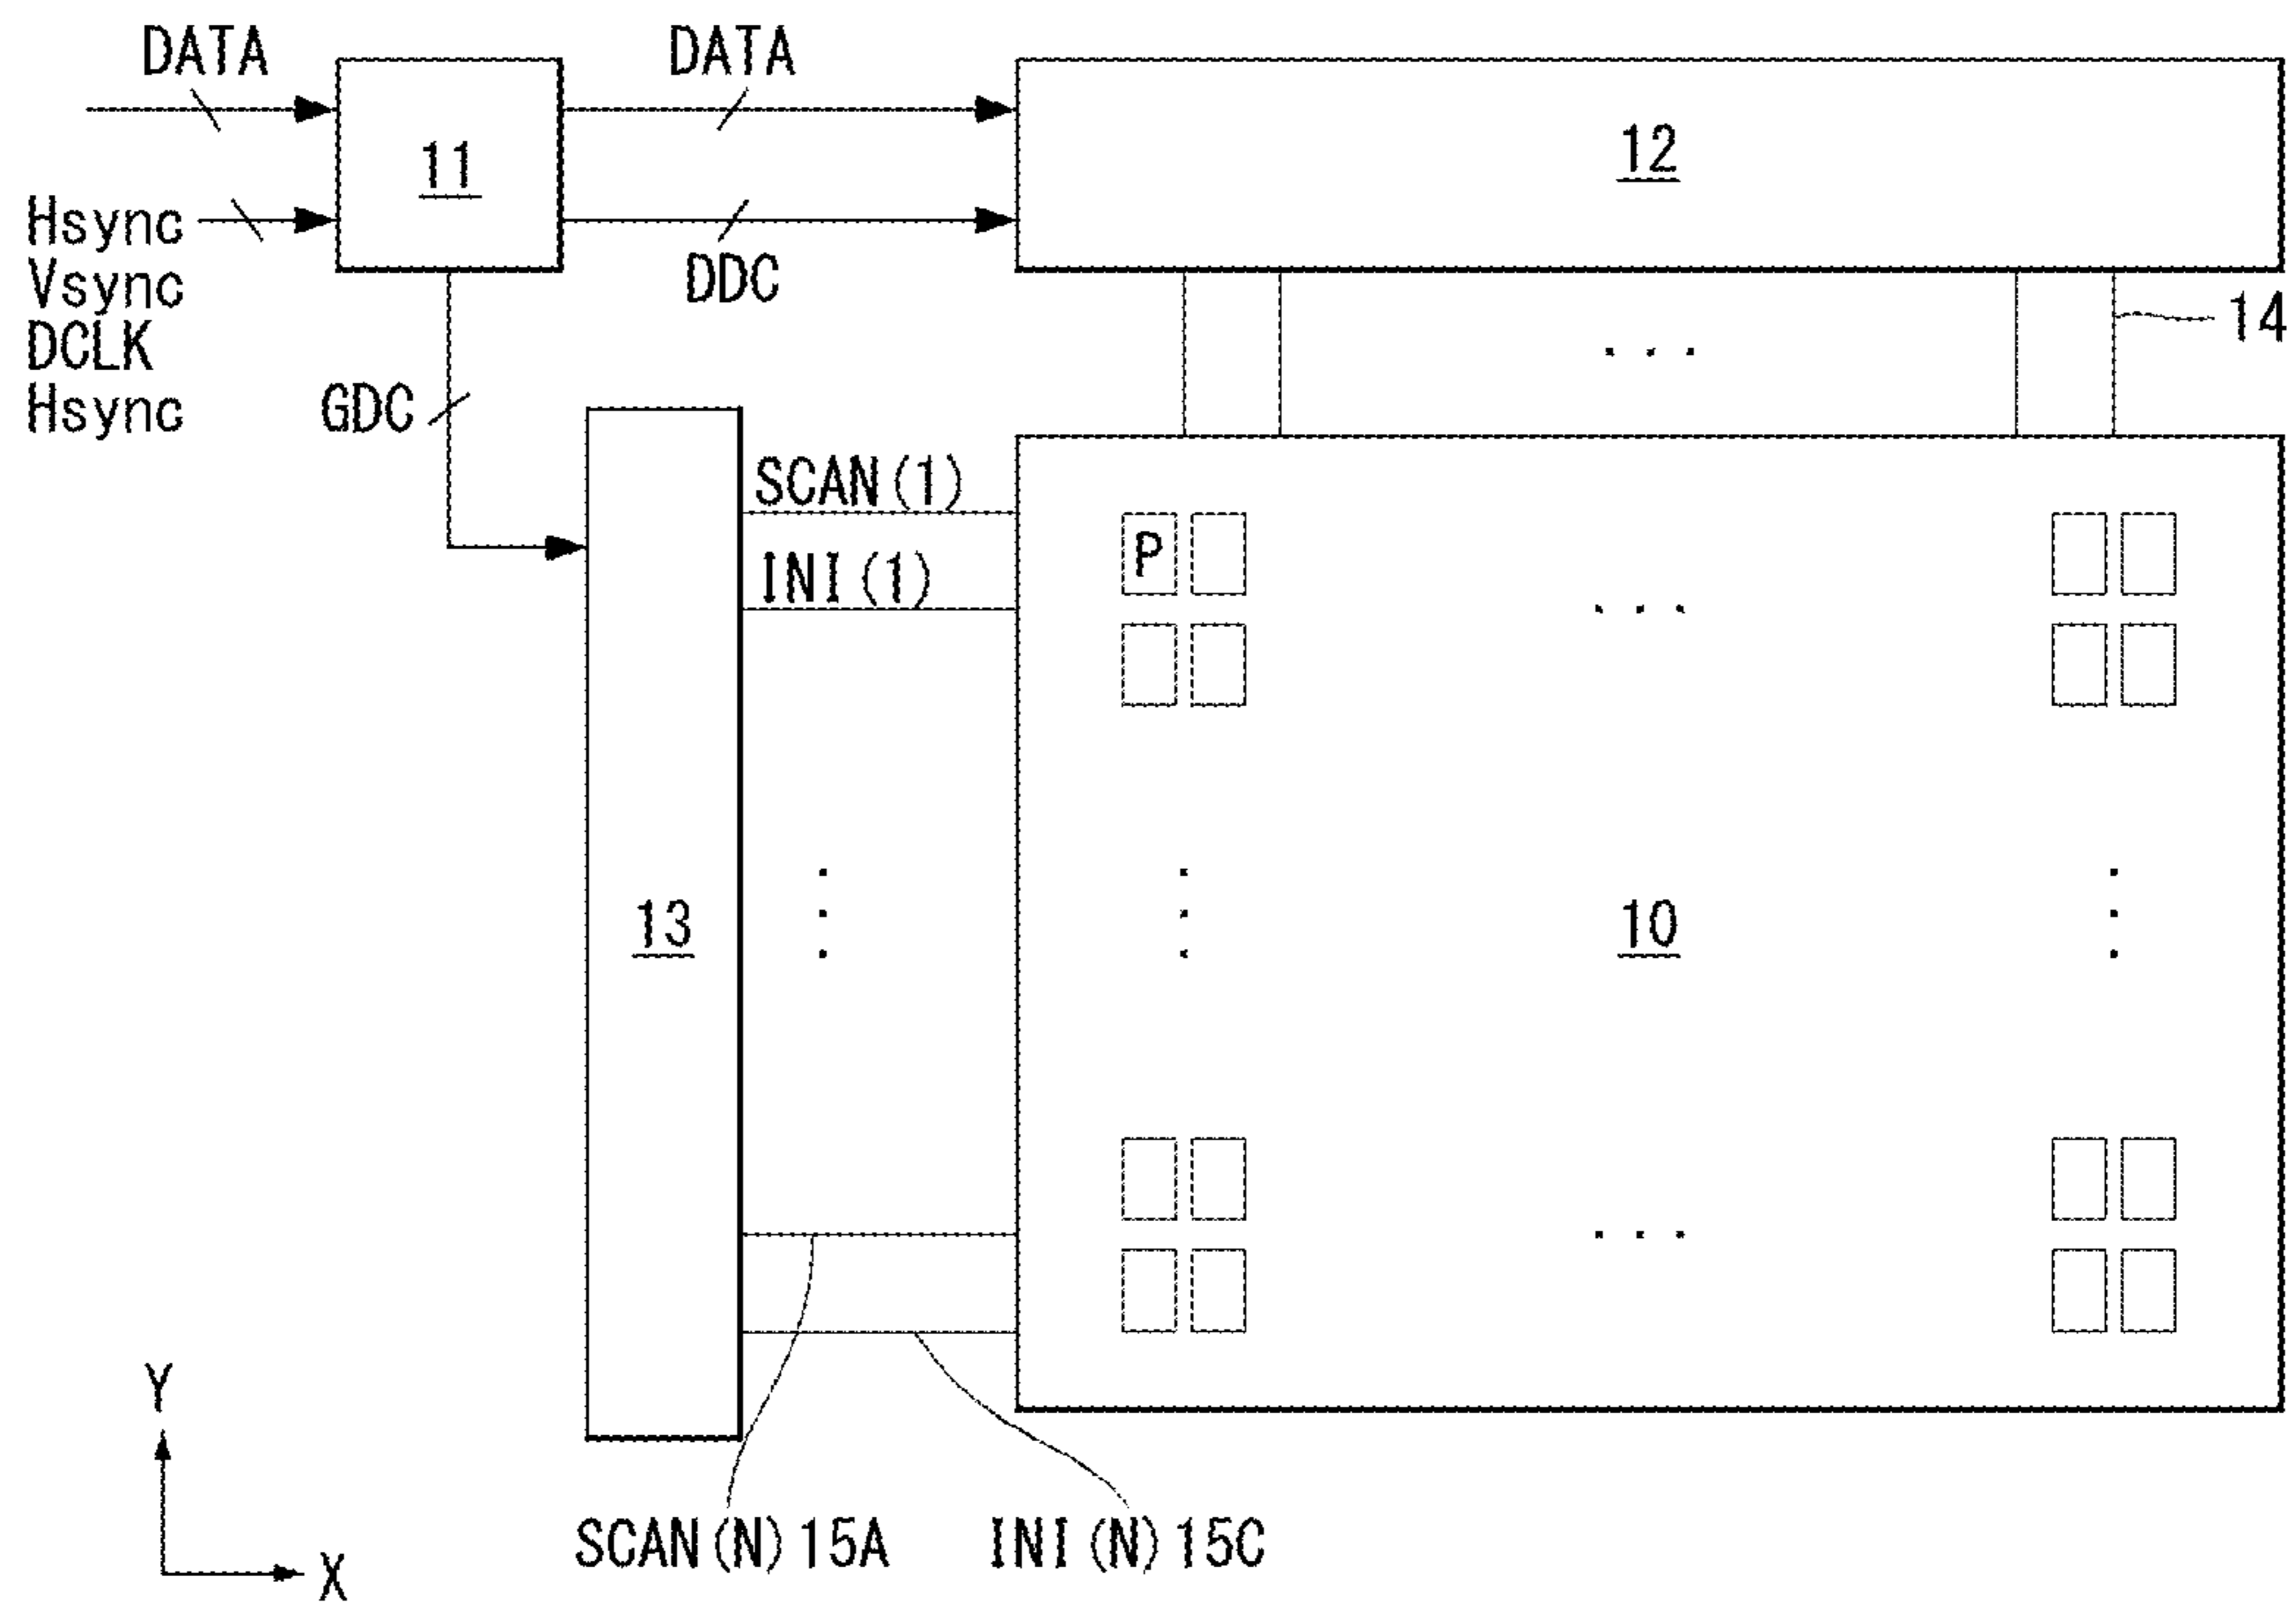 DATA
DATA
11
12
Hsync
Vsync
DCLK
Hsync
DDC
14
GDC
SCAN(1)
INI(1)
P
13
10
Y
X
SCAN(N)15A
INI(N)15C